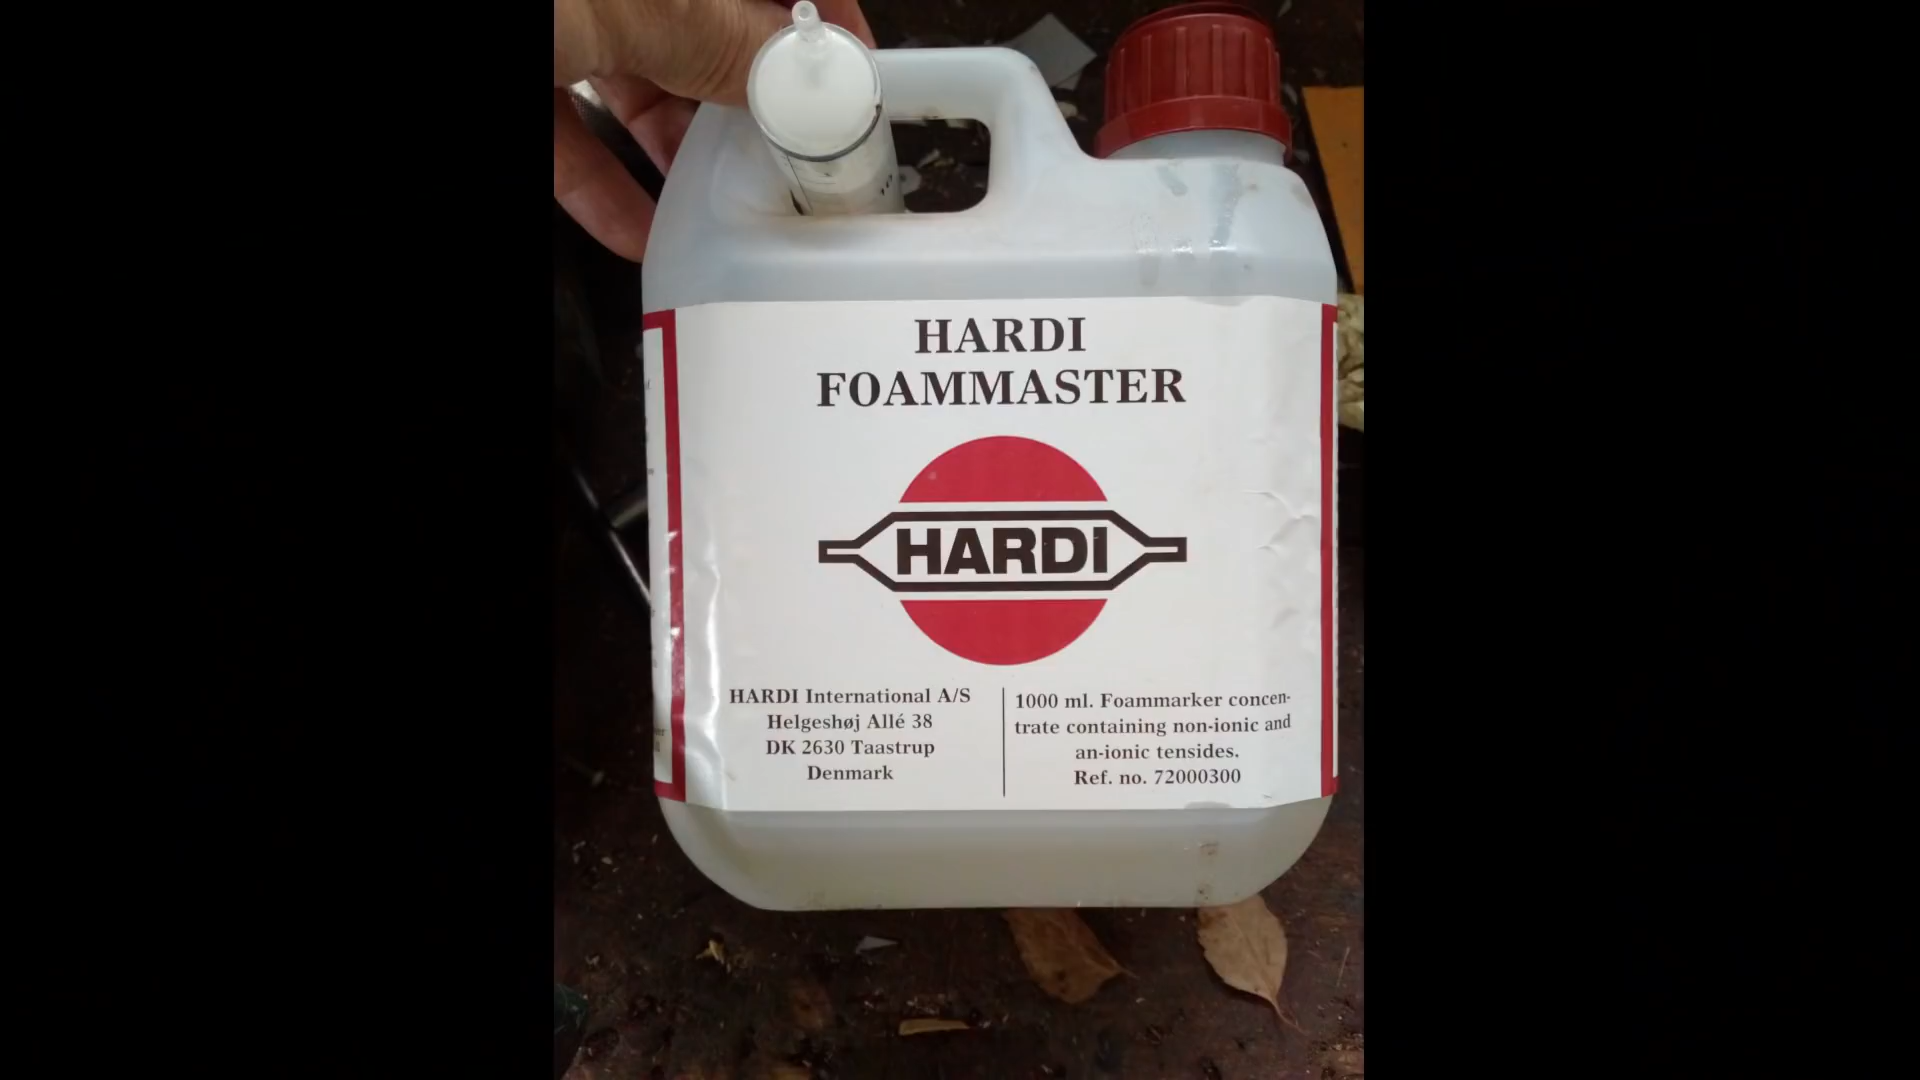 HARDI
FOAMMASTER
HARDI
HARDI International A/S
Helgeshøj Allé 38
DK 2630 Taastrup
Denmark
1000 ml. Foammarker concen-
trate containing non-ionic and
an-ionic tensides.
Ref. no. 72000300